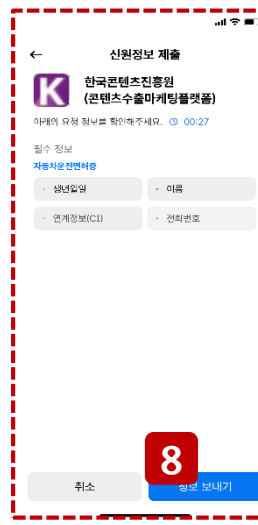 신원정보 제출
K
한국콘텐츠진흥원
(콘텐츠수출마케팅플랫폼)
아래의 요청 정보를 확인해주세요. 00:27
필수 정보
자동차운전면허증
· 생년월일 · 이름
· 연계정보(CI) · 전화번호
8
취소 정보 보내기